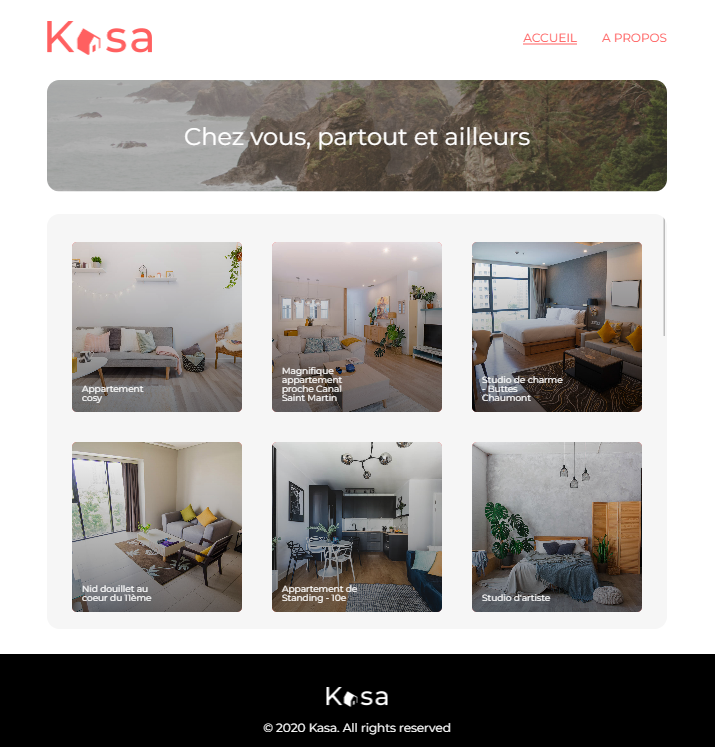 Kasa
ACCUEIL A PROPOS
Chez vous, partout et ailleurs
Appartement
cosy
Magnifique
appartement
proche Canal
Saint Martin
Studio de charme
- Buttes
Chaumont
Nid douillet au
coeur du 11ème
Appartement de
Standing - 10e
Studio d'artiste
Kasa
© 2020 Kasa. All rights reserved